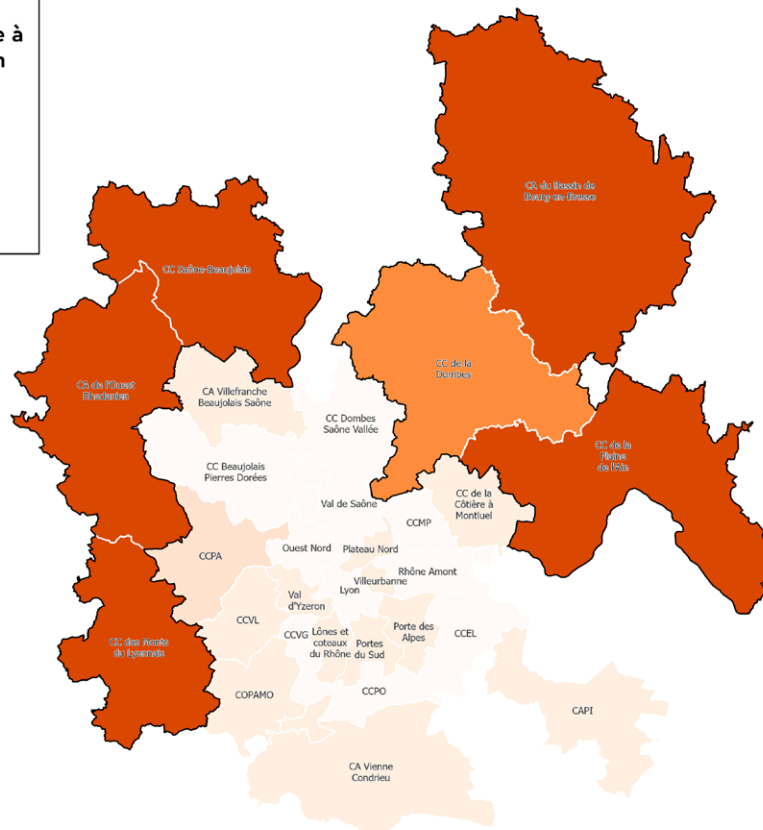 e à
n
CA du Bassin de
Bourg-en-Bresse
CC Saône-Beaujolais
CC de la
Dombes
CA de l'Ouest
Rhodanien
CA Villefranche
Beaujolais Saône
CC Dombes
Saône Vallée
CC de la
Plaine
de l'Ain
CC Beaujolais
Pierres Dorées
CC de la
Côtière à
Montluel
Val de Saône
CCMP
CCPA
Ouest Nord
Plateau Nord
Villeurbanne
Rhône Amont
Lyon
Val
d'Yzeron
CCVL
CCVG
Lônes et
coteaux
du Rhône
Portes
du Sud
Porte des
Alpes
CCEL
CC des Monts
du Lyonnais
COPAMO
CCPO
CAPI
CA Vienne
Condrieu